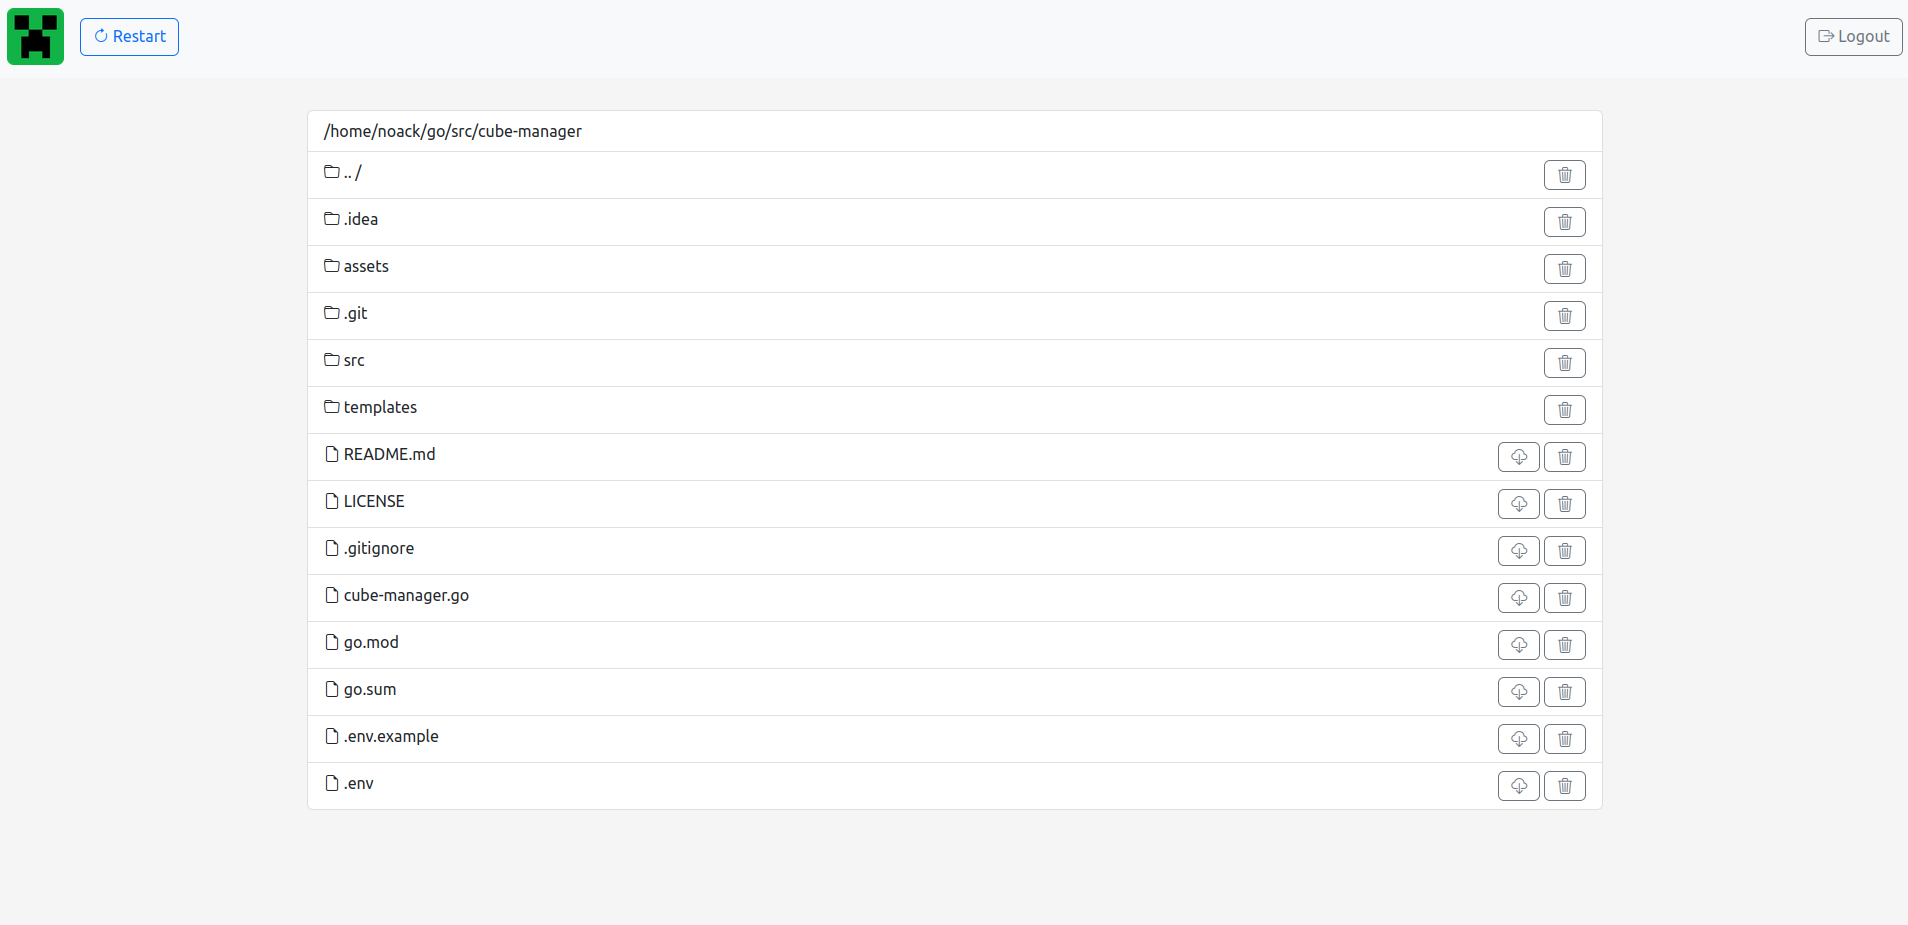 Restart
Logout
/home/noack/go/src/cube-manager
.. /
.idea
assets
.git
src
templates
README.md
LICENSE
.gitignore
cube-manager.go
go.mod
go.sum
.env.example
.env